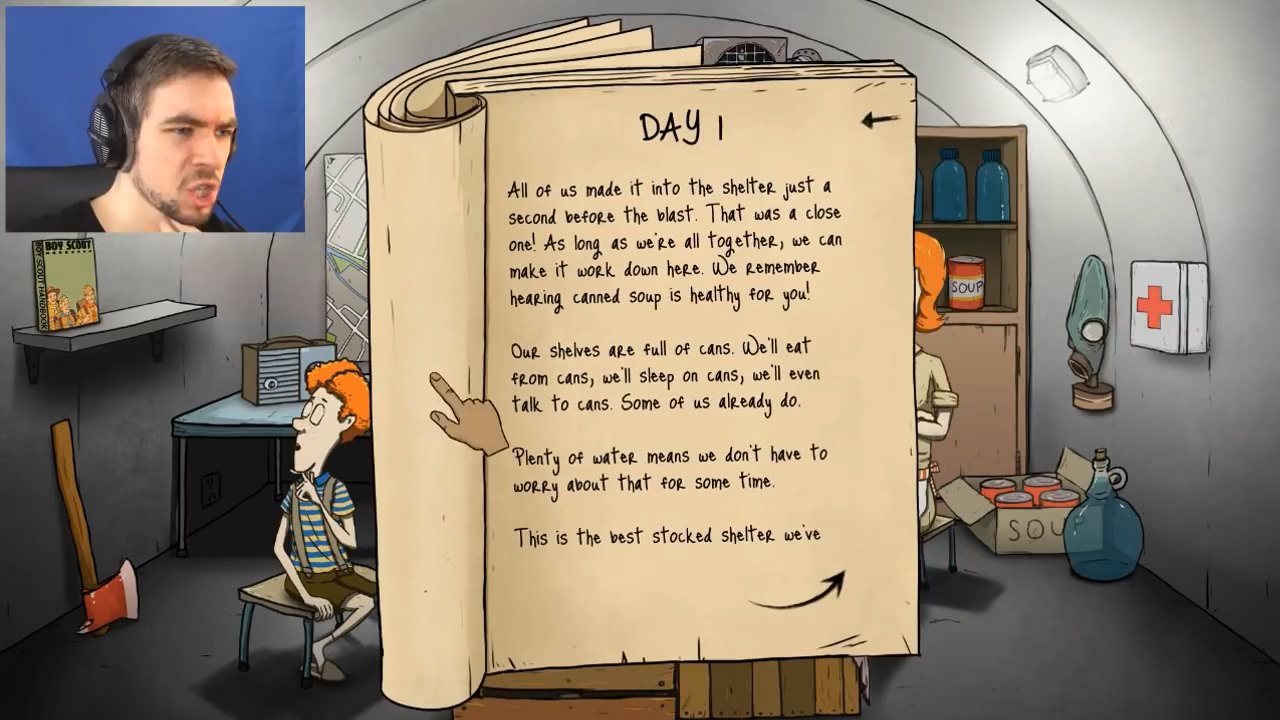 BOY SCOUT
BOY SCOUT HANDBOOK
DAY 1
All of us made it into the shelter just a
second before the blast. That was a close
one! As long as we're all together, we can
make it work down here. We remember
hearing canned soup is healthy for you!
Our shelves are full of cans. We'll eat
from cans, we'll sleep on cans, we'll even
talk to cans. Some of us already do.
Plenty of water means we don't have to
worry about that for some time.
This is the best stocked shelter we've
SOUP
SOU